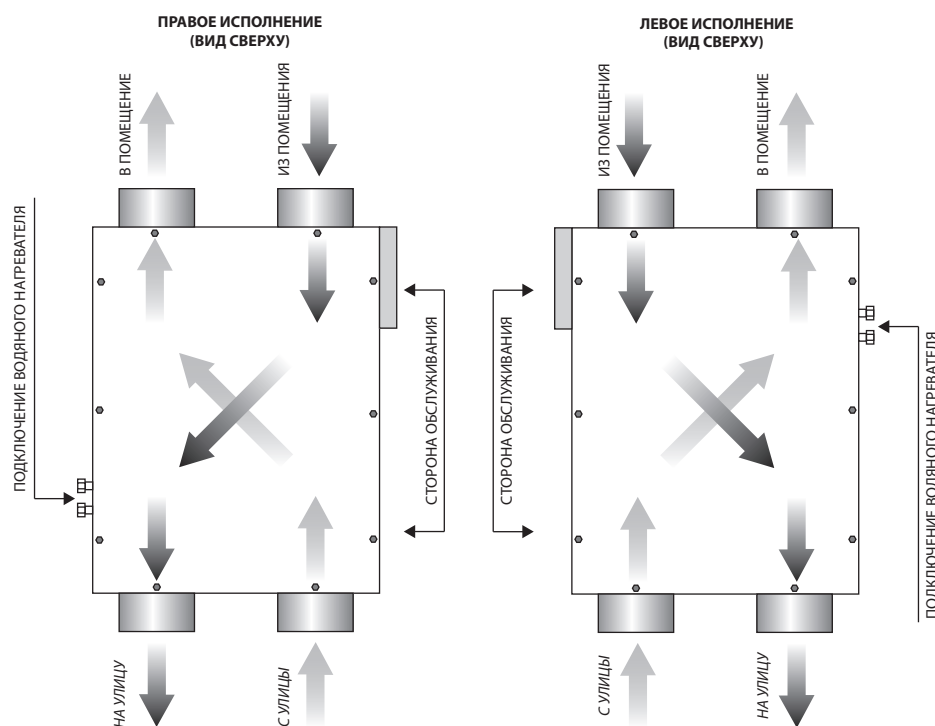 ПРАВОЕ ИСПОЛНЕНИЕ
(ВИД СВЕРХУ)
В ПОМЕЩЕНИЕ
ИЗ ПОМЕЩЕНИЯ
ПОДКЛЮЧЕНИЕ ВОДЯНОГО НАГРЕВАТЕЛЯ
СТОРОНА ОБСЛУЖИВАНИЯ
НА УЛИЦУ
С УЛИЦЫ
ЛЕВОЕ ИСПОЛНЕНИЕ
(ВИД СВЕРХУ)
ИЗ ПОМЕЩЕНИЯ
В ПОМЕЩЕНИЕ
СТОРОНА ОБСЛУЖИВАНИЯ
ПОДКЛЮЧЕНИЕ ВОДЯНОГО НАГРЕВАТЕЛЯ
С УЛИЦЫ
НА УЛИЦУ